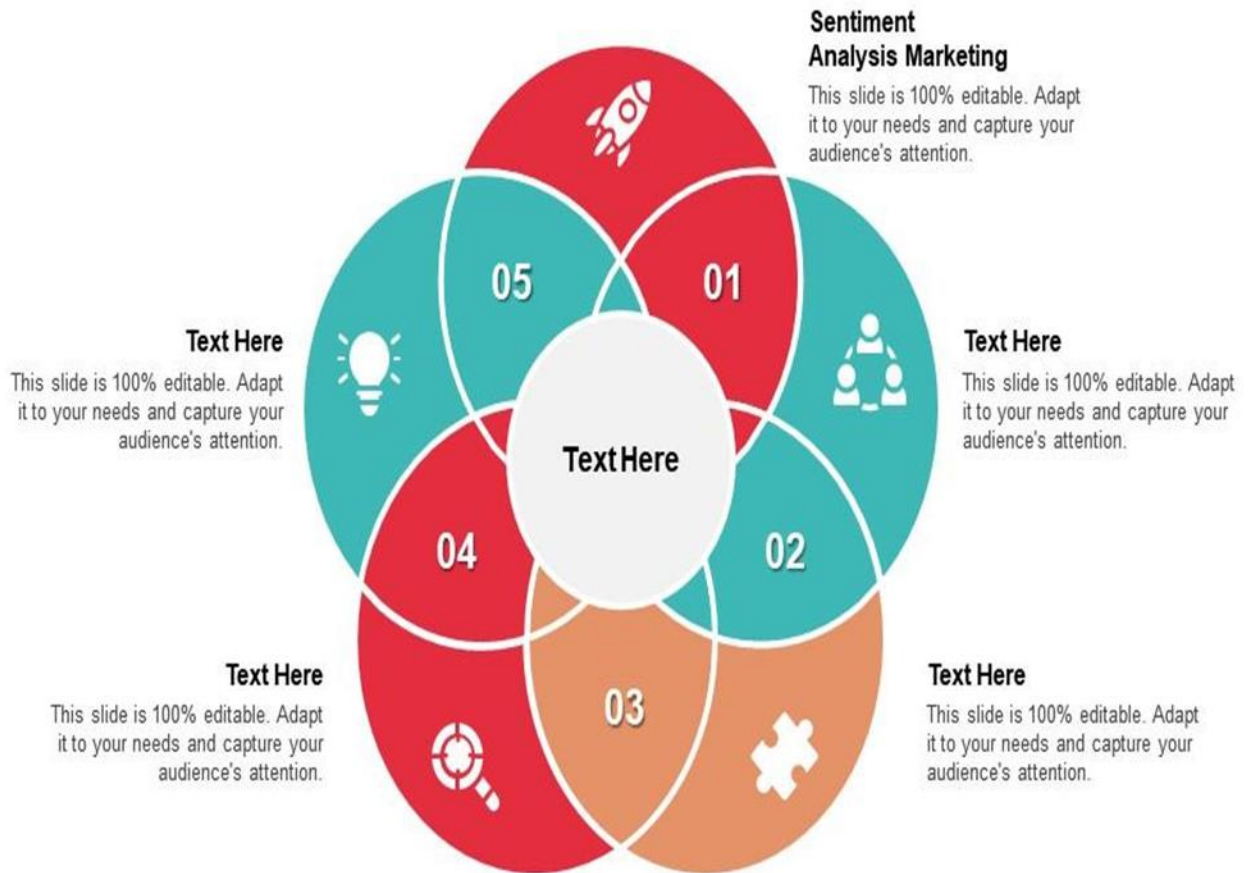 Sentiment
Analysis Marketing
This slide is 100% editable. Adapt
it to your needs and capture your
audience's attention.
05
01
Text Here
This slide is 100% editable. Adapt
it to your needs and capture your
audience's attention.
Text Here
This slide is 100% editable. Adapt
it to your needs and capture your
audience's attention.
Text Here
04
02
Text Here
This slide is 100% editable. Adapt
it to your needs and capture your
audience's attention.
03
Text Here
This slide is 100% editable. Adapt
it to your needs and capture your
audience's attention.